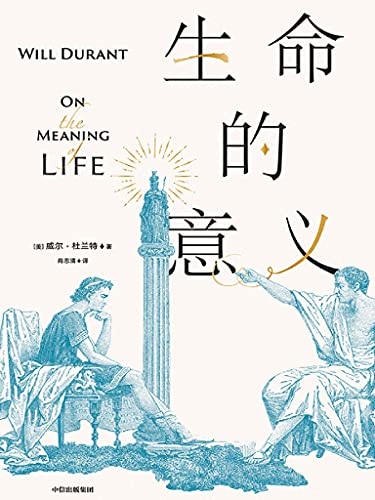 WILL DURANT
ON
the
MEANING
of
LIFE
生命
的
意义
[美] 威尔·杜兰特 著
肖志清 译
中信出版集团